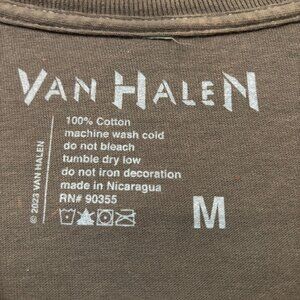 VAN HALEN
100% Cotton
machine wash cold
do not bleach
tumble dry low
do not iron decoration
made in Nicaragua
RN# 90355
M
© 2023 VAN HALEN